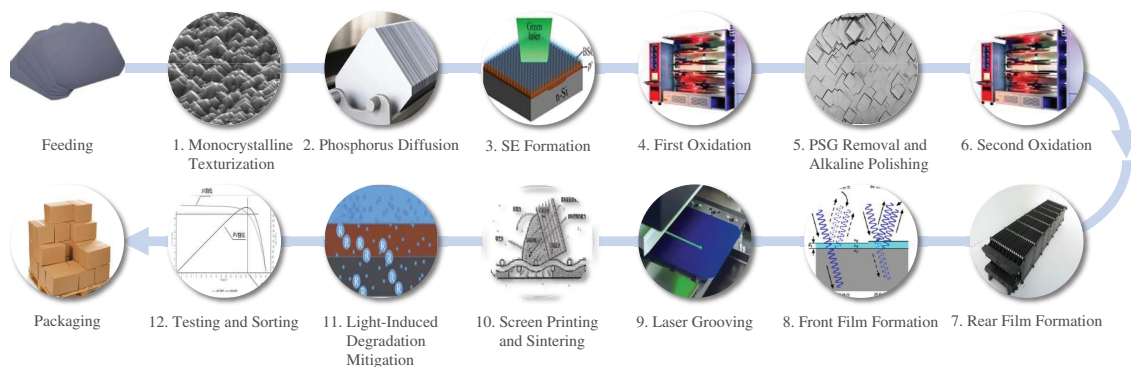 Green
laser
n-Si
Feeding
1. Monocrystalline
Texturization
2. Phosphorus Diffusion
3. SE Formation
4. First Oxidation
5. PSG Removal and
Alkaline Polishing
6. Second Oxidation
Packaging
12. Testing and Sorting
11. Light-Induced
Degradation
Mitigation
10. Screen Printing
and Sintering
9. Laser Grooving
8. Front Film Formation
7. Rear Film Formation